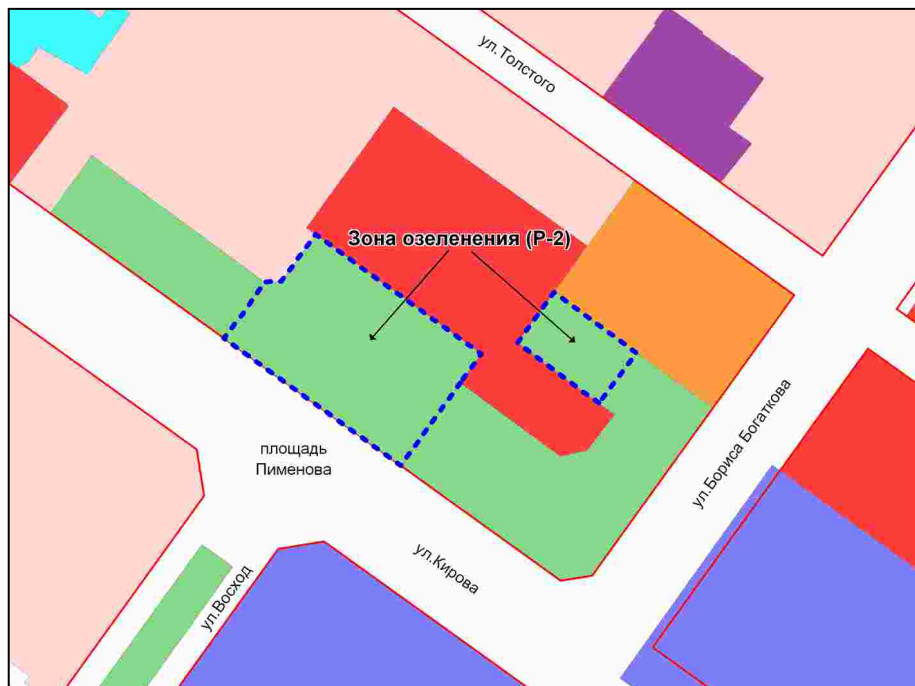 ул.Толстого
Зона озеленения (Р-2)
ул.Бориса Богаткова
площадь
Пименова
ул.Кирова
ул.Восход